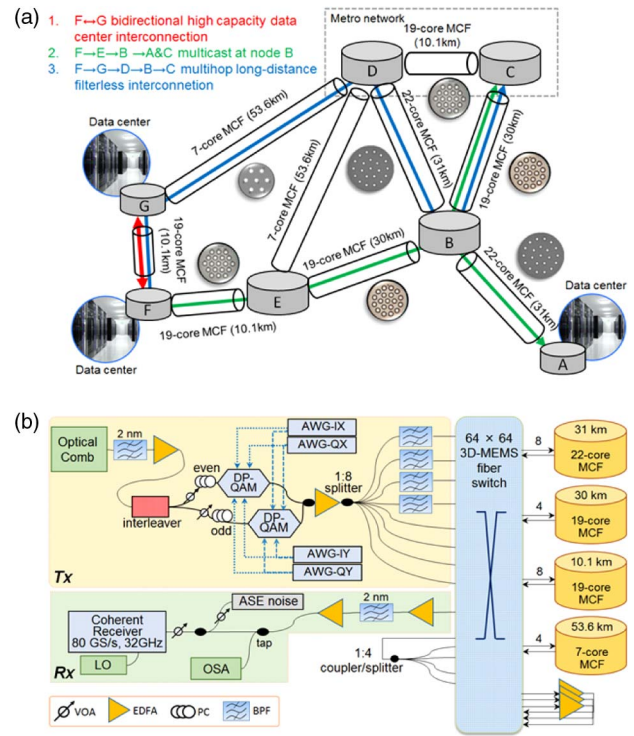 (a)
1. F↔G bidirectional high capacity data
center interconnection
2. F→E→B →A&C multicast at node B
3. F→G→D→B→C multihop long-distance
filterless interconnetion
Metro network
19-core MCF
(10.1km)
D
C
7-core MCF (53.6km)
22-core MCF (31km)
19-core MCF (30km)
7-core MCF (53.6km)
Data center
G
19-core MCF
(10.1km)
B
19-core MCF (30km)
22-core MCF (31km)
E
F
19-core MCF (10.1km)
Data center
Data center
A
(b)
Optical
Comb
2 nm
interleaver
even
odd
DP-
QAM
DP-
QAM
AWG-IX
AWG-QX
AWG-IY
AWG-QY
1:8
splitter
Tx
64 × 64
3D-MEMS
fiber
switch
8
31 km
22-core
MCF
4
30 km
19-core
MCF
8
10.1 km
19-core
MCF
4
53.6 km
7-core
MCF
Coherent
Receiver
80 GS/s, 32GHz
ASE noise
2 nm
tap
LO
OSA
Rx
1:4
coupler/splitter
VOA
EDFA
PC
BPF